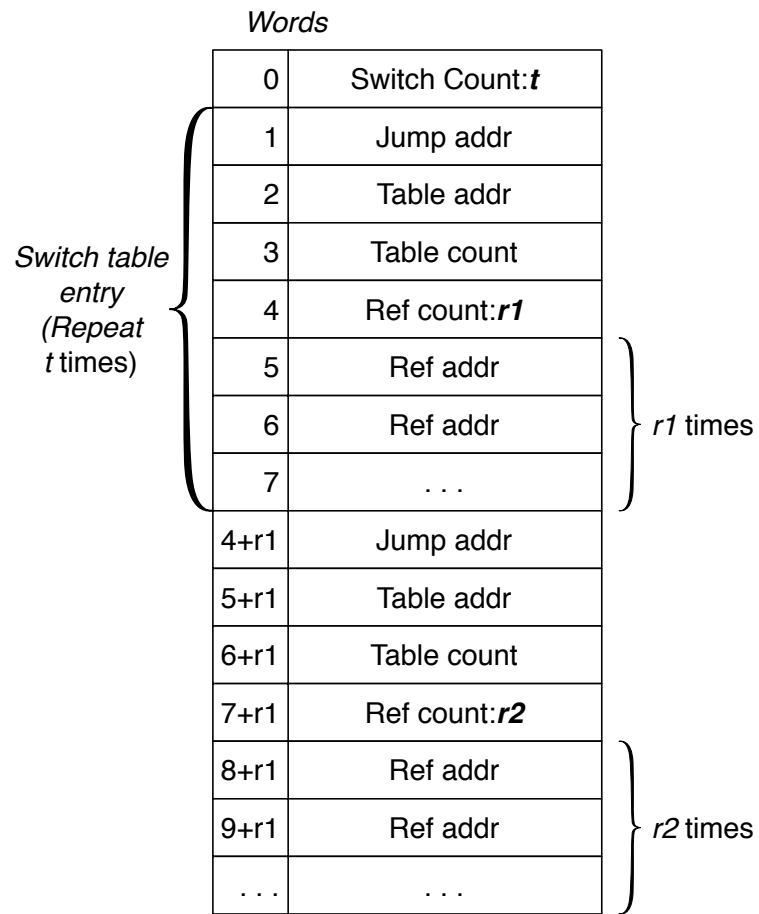 Words
0 Switch Count:t
1 Jump addr
2 Table addr
3 Table count
4 Ref count:r1
5 Ref addr
6 Ref addr
7 . . .
4+r1 Jump addr
5+r1 Table addr
6+r1 Table count
7+r1 Ref count:r2
8+r1 Ref addr
9+r1 Ref addr
. . . . . .
Switch table
entry
(Repeat
t times)
r1 times
r2 times